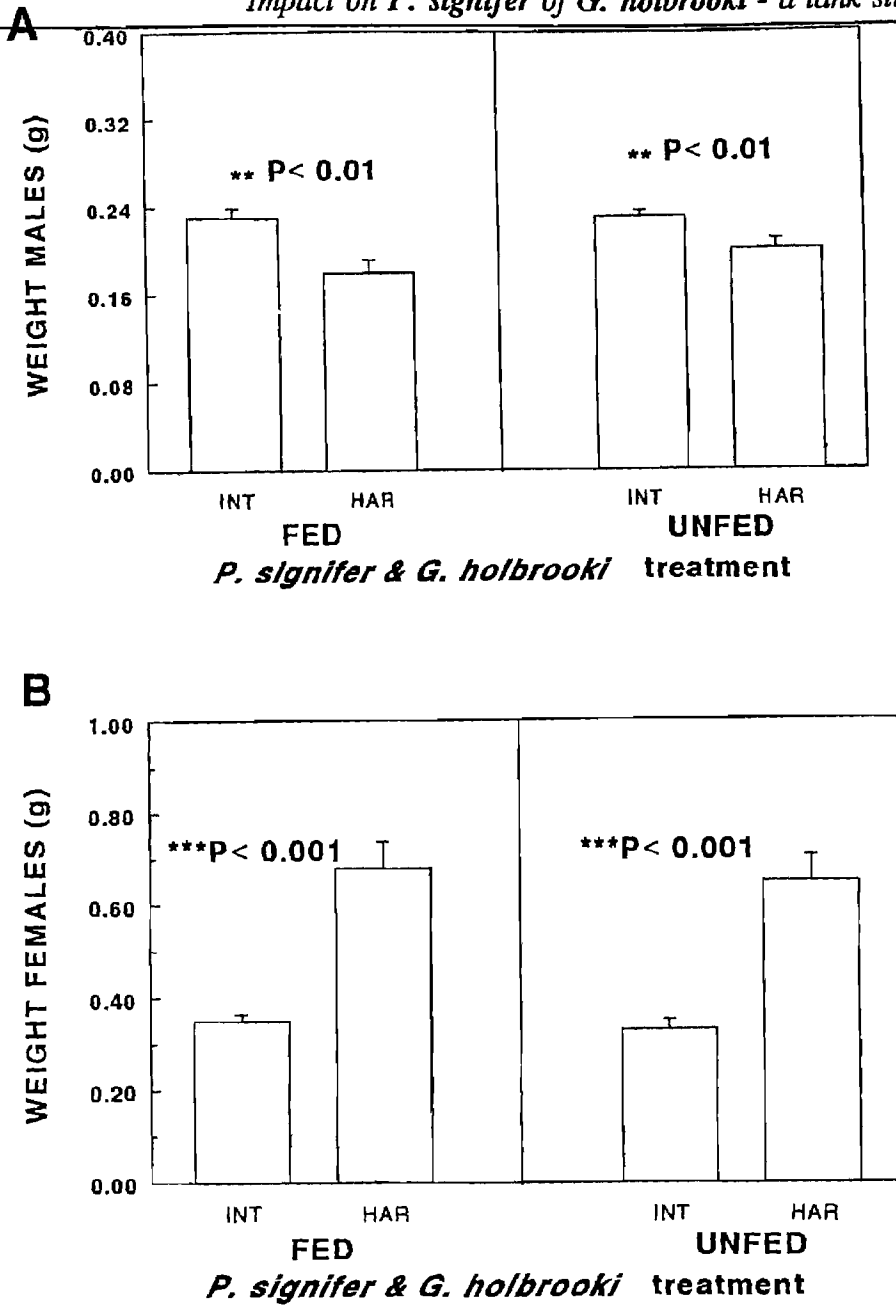 Impact on P. signifer of G. holbrooki - a tank
A
WEIGHT MALES (g)
0.40
0.32
0.24
0.16
0.08
0.00
** P< 0.01
** P< 0.01
INT HAR INT HAR
FED UNFED
P. signifer & G. holbrooki treatment
B
WEIGHT FEMALES (g)
1.00
0.80
0.60
0.40
0.20
0.00
***P< 0.001
***P< 0.001
INT HAR INT HAR
FED UNFED
P. signifer & G. holbrooki treatment